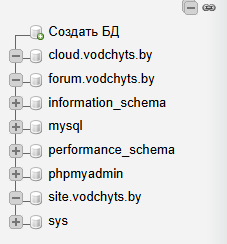 Создать БД
cloud.vodchyts.by
forum.vodchyts.by
information_schema
mysql
performance_schema
phpmyadmin
site.vodchyts.by
sys